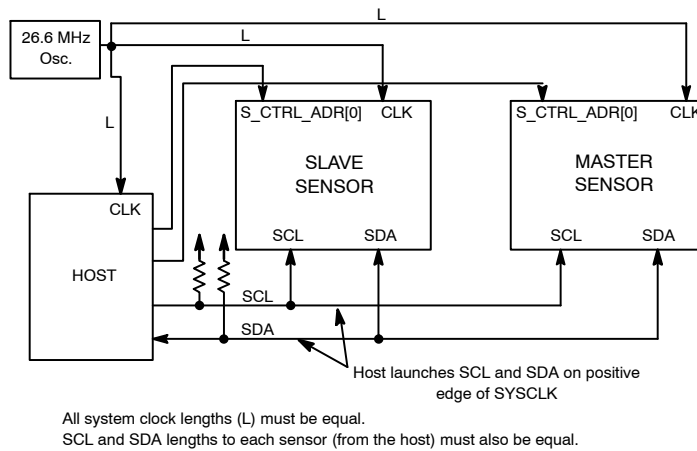 L
26.6 MHz
Osc.
L
L
S_CTRL_ADR[0] CLK
SLAVE
SENSOR
SCL SDA
S_CTRL_ADR[0] CLK
MASTER
SENSOR
SCL SDA
CLK
HOST
SCL
SDA
Host launches SCL and SDA on positive
edge of SYSCLK
All system clock lengths (L) must be equal.
SCL and SDA lengths to each sensor (from the host) must also be equal.